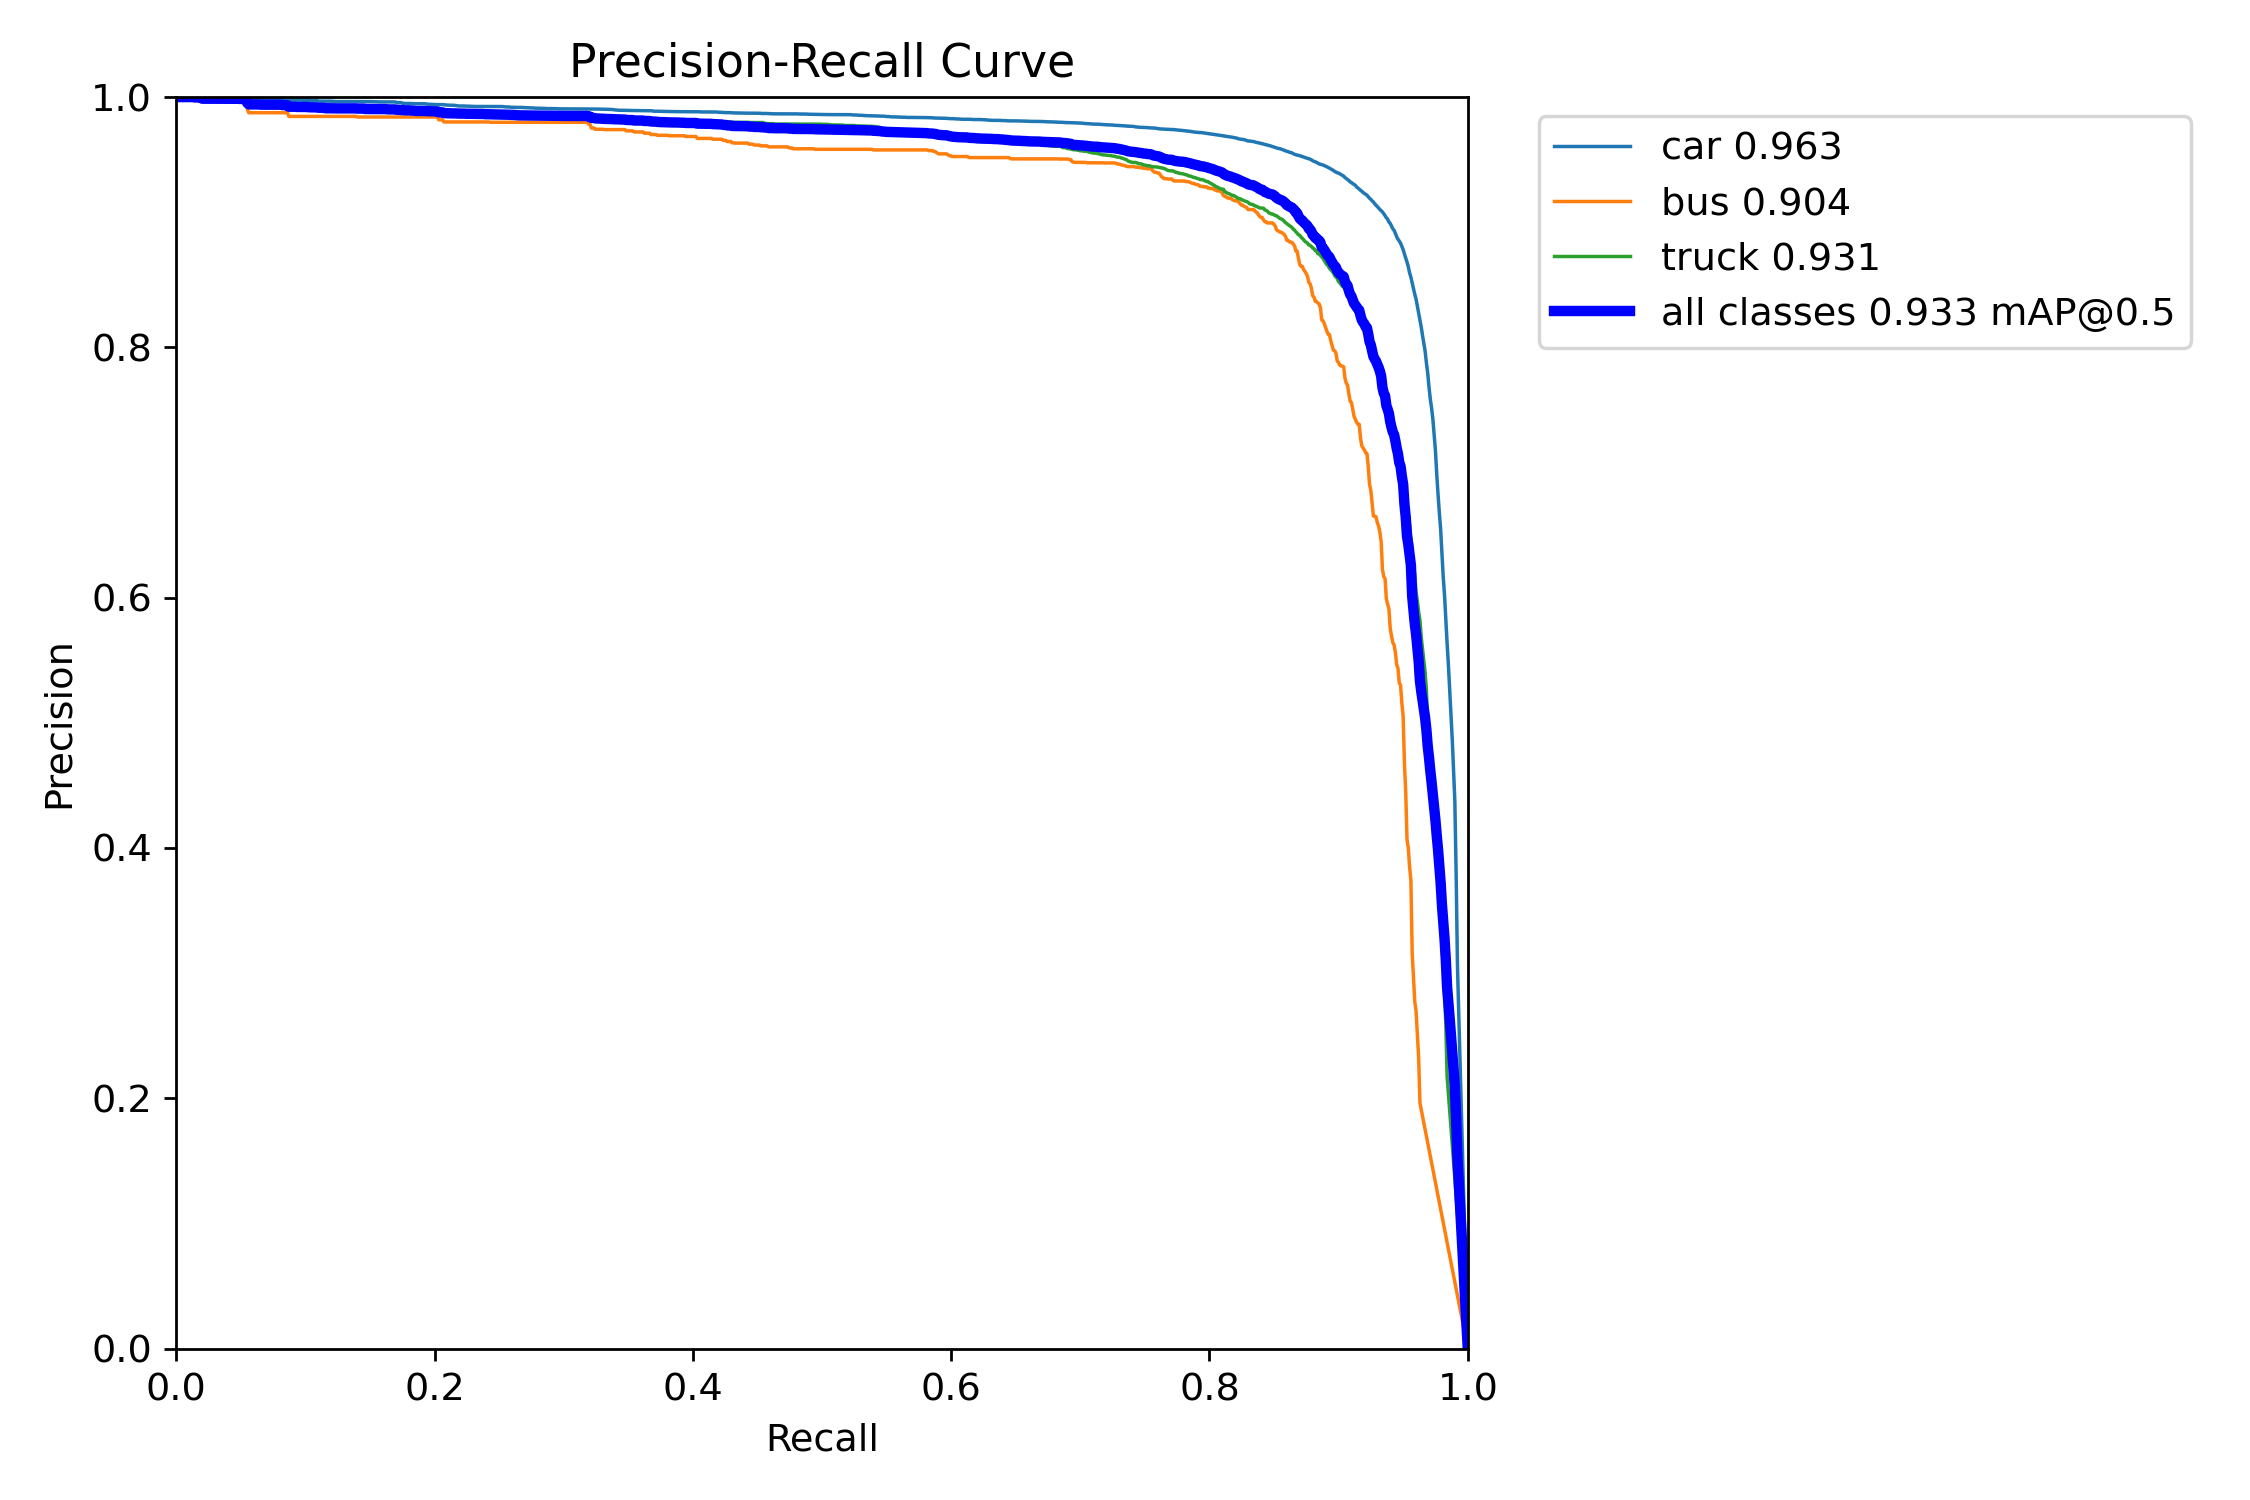 Precision-Recall Curve
1.0
0.8
0.6
0.4
0.2
0.0
Precision
0.0 0.2 0.4 0.6 0.8 1.0
Recall
car 0.963
bus 0.904
truck 0.931
all classes 0.933 mAP@0.5